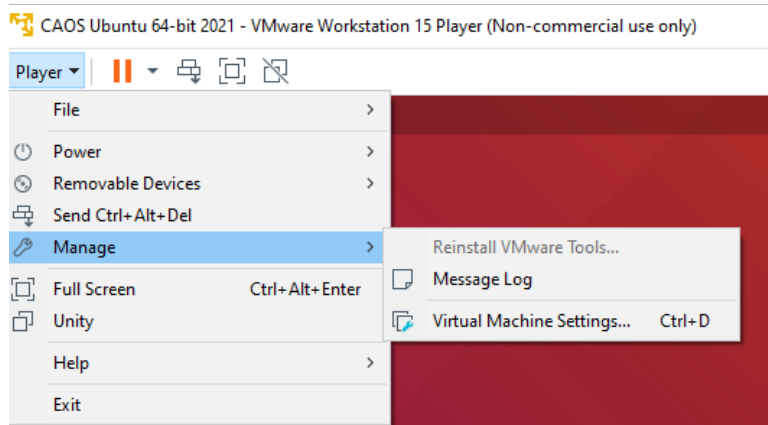 CAOS Ubuntu 64-bit 2021 - VMware Workstation 15 Player (Non-commercial use only)
Player
File
Power
Removable Devices
Send Ctrl+Alt+Del
Manage
Reinstall VMware Tools...
Message Log
Full Screen Ctrl+Alt+Enter
Unity
Virtual Machine Settings... Ctrl+D
Help
Exit